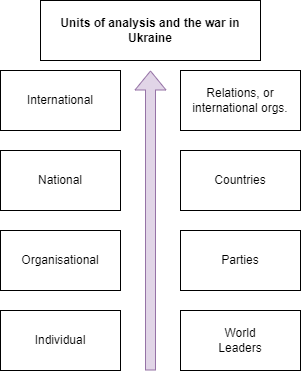 Units of analysis and the war in
Ukraine
International
Relations, or
international orgs.
National
Countries
Organisational
Parties
Individual
World
Leaders